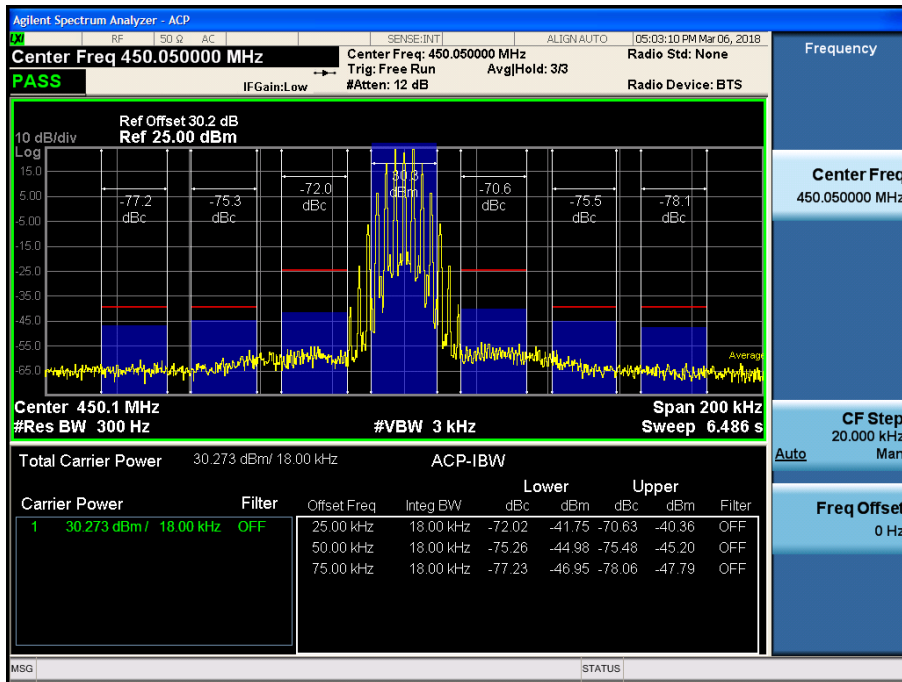 Agilent Spectrum Analyzer - ACP
LXI RF 50 Ω AC SENSE:INT ALIGN AUTO 05:03:10 PM Mar 06, 2018
Center Freq 450.050000 MHz
PASS
IFGain:Low
Center Freq: 450.050000 MHz
Trig: Free Run Avg|Hold: 3/3
#Atten: 12 dB
Radio Std: None
Radio Device: BTS
Ref Offset 30.2 dB
10 dB/div Ref 25.00 dBm
Log
15.0
5.00
-5.00
-15.0
-25.0
-35.0
-45.0
-55.0
-65.0
-77.2 dBc
-75.3 dBc
-72.0 dBc
30.3 dBm
-70.6 dBc
-75.5 dBc
-78.1 dBc
Average
Center 450.1 MHz Span 200 kHz
#Res BW 300 Hz #VBW 3 kHz Sweep 6.486 s
Total Carrier Power 30.273 dBm/ 18.00 kHz ACP-IBW
Lower Upper
Carrier Power Filter
1 30.273 dBm / 18.00 kHz OFF
Offset Freq Integ BW dBc dBm dBc dBm Filter
25.00 kHz 18.00 kHz -72.02 -41.75 -70.63 -40.36 OFF
50.00 kHz 18.00 kHz -75.26 -44.98 -75.48 -45.20 OFF
75.00 kHz 18.00 kHz -77.23 -46.95 -78.06 -47.79 OFF
Frequency
Center Freq
450.050000 MHz
CF Step
20.000 kHz
Auto Man
Freq Offset
0 Hz
MSG STATUS